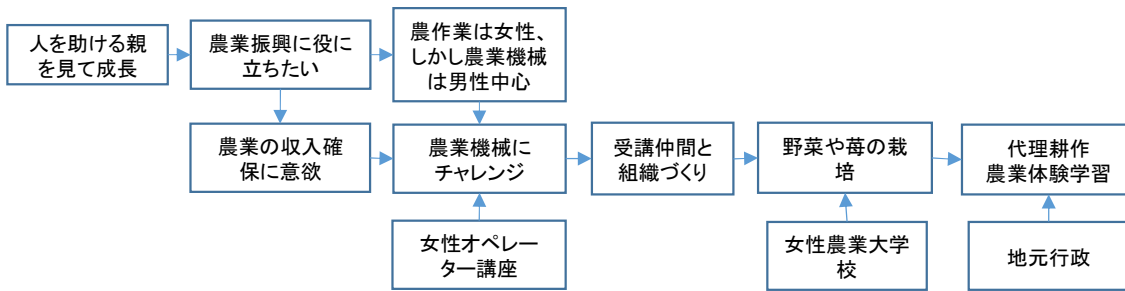 人を助ける親
を見て成長
農業振興に役に
立ちたい
農作業は女性、
しかし農業機械
は男性中心
農業の収入確
保に意欲
農業機械に
チャレンジ
受講仲間と
組織づくり
野菜や苺の栽
培
代理耕作
農業体験学習
女性オペレー
ター講座
女性農業大学
校
地元行政